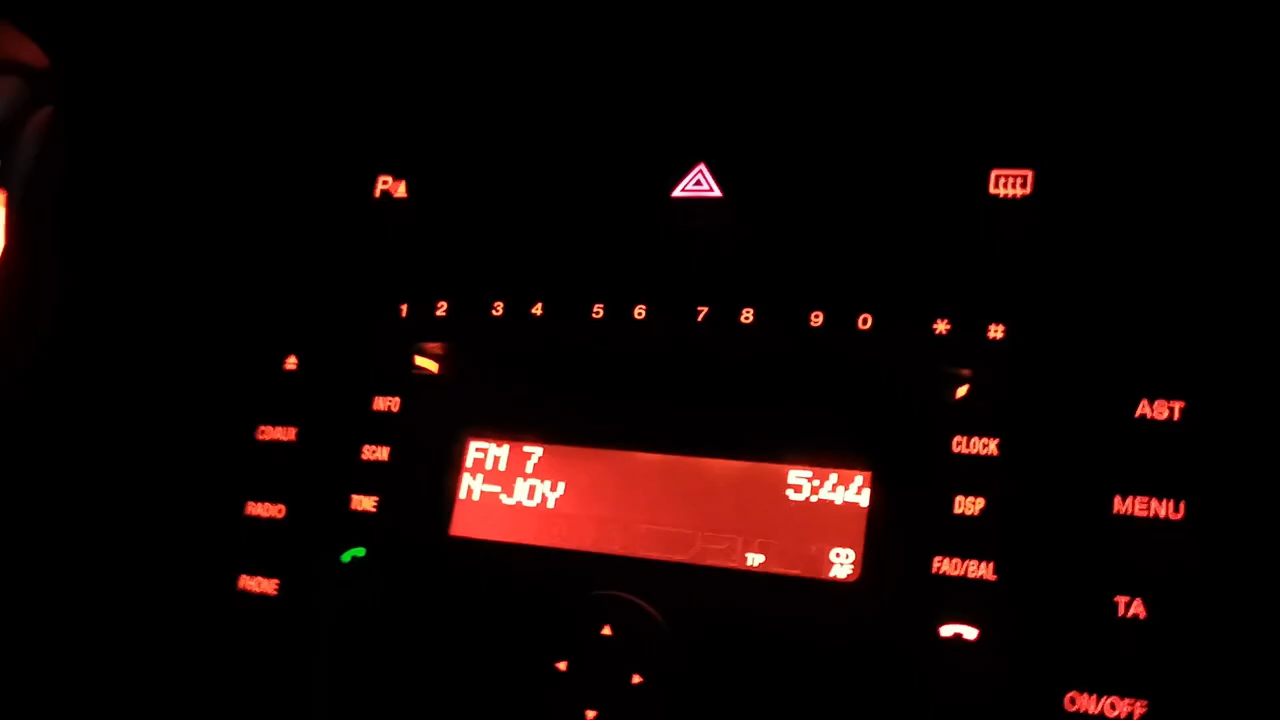 P
1 2 3 4 5 6 7 8 9 0 * #
INFO
CD/AUX
SCAN
RADIO
TONE
PHONE
FM 7
5:44
N-JOY
TP
CD
AF
CLOCK
DSP
FAD/BAL
AST
MENU
TA
ON/OFF